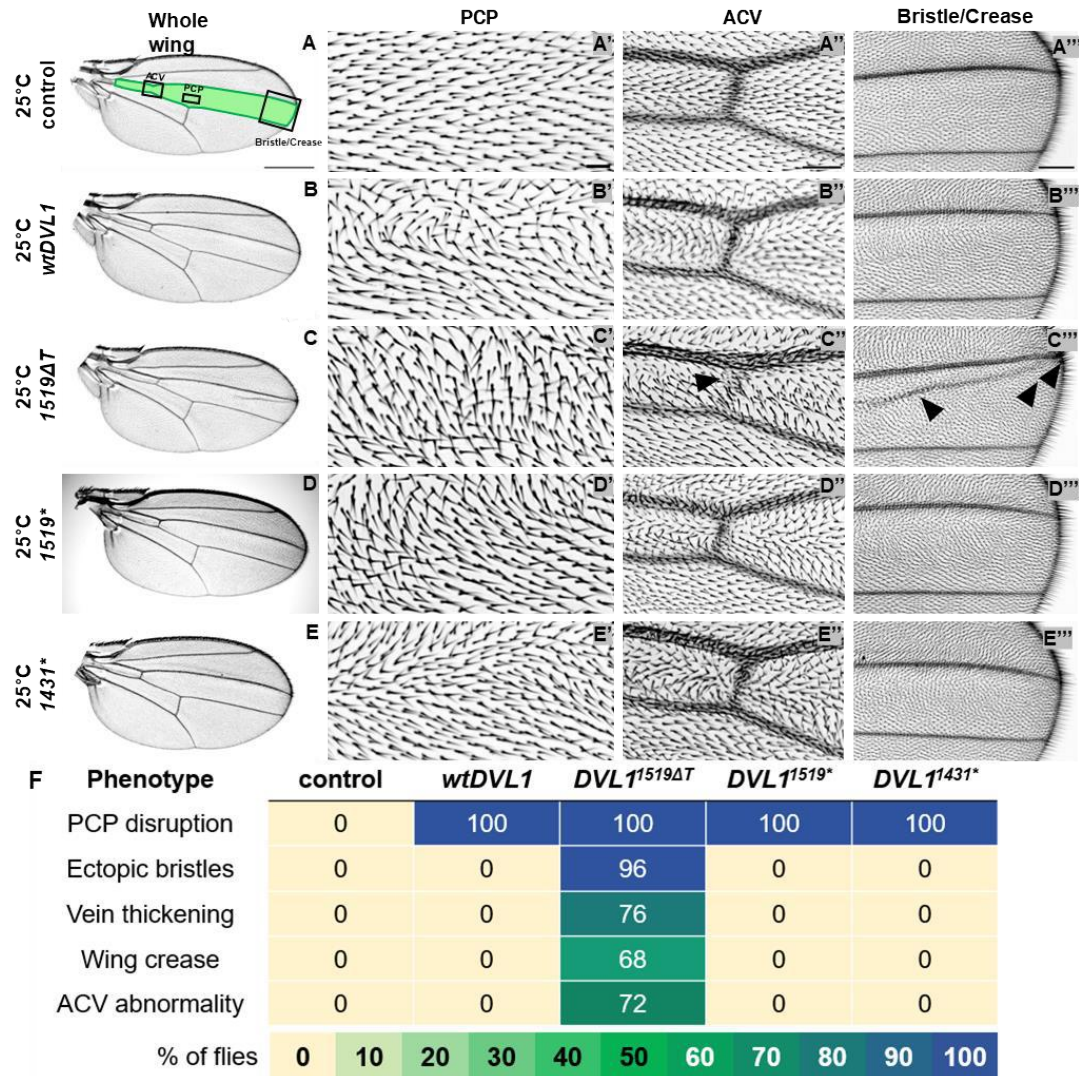 Whole wing PCP ACV Bristle/Crease
25°C control
A
ACV
PCP
Bristle/Crease
A' A'' A'''
25°C wtDVL1
B B' B'' B'''
25°C 1519ΔT
C C' C'' C'''
25°C 1519*
D D' D'' D'''
25°C 1431*
E E' E'' E'''
F Phenotype control wtDVL1 DVL1^1519ΔT DVL1^1519* DVL1^1431*
PCP disruption 0 100 100 100 100
Ectopic bristles 0 0 96 0 0
Vein thickening 0 0 76 0 0
Wing crease 0 0 68 0 0
ACV abnormality 0 0 72 0 0
% of flies 0 10 20 30 40 50 60 70 80 90 100